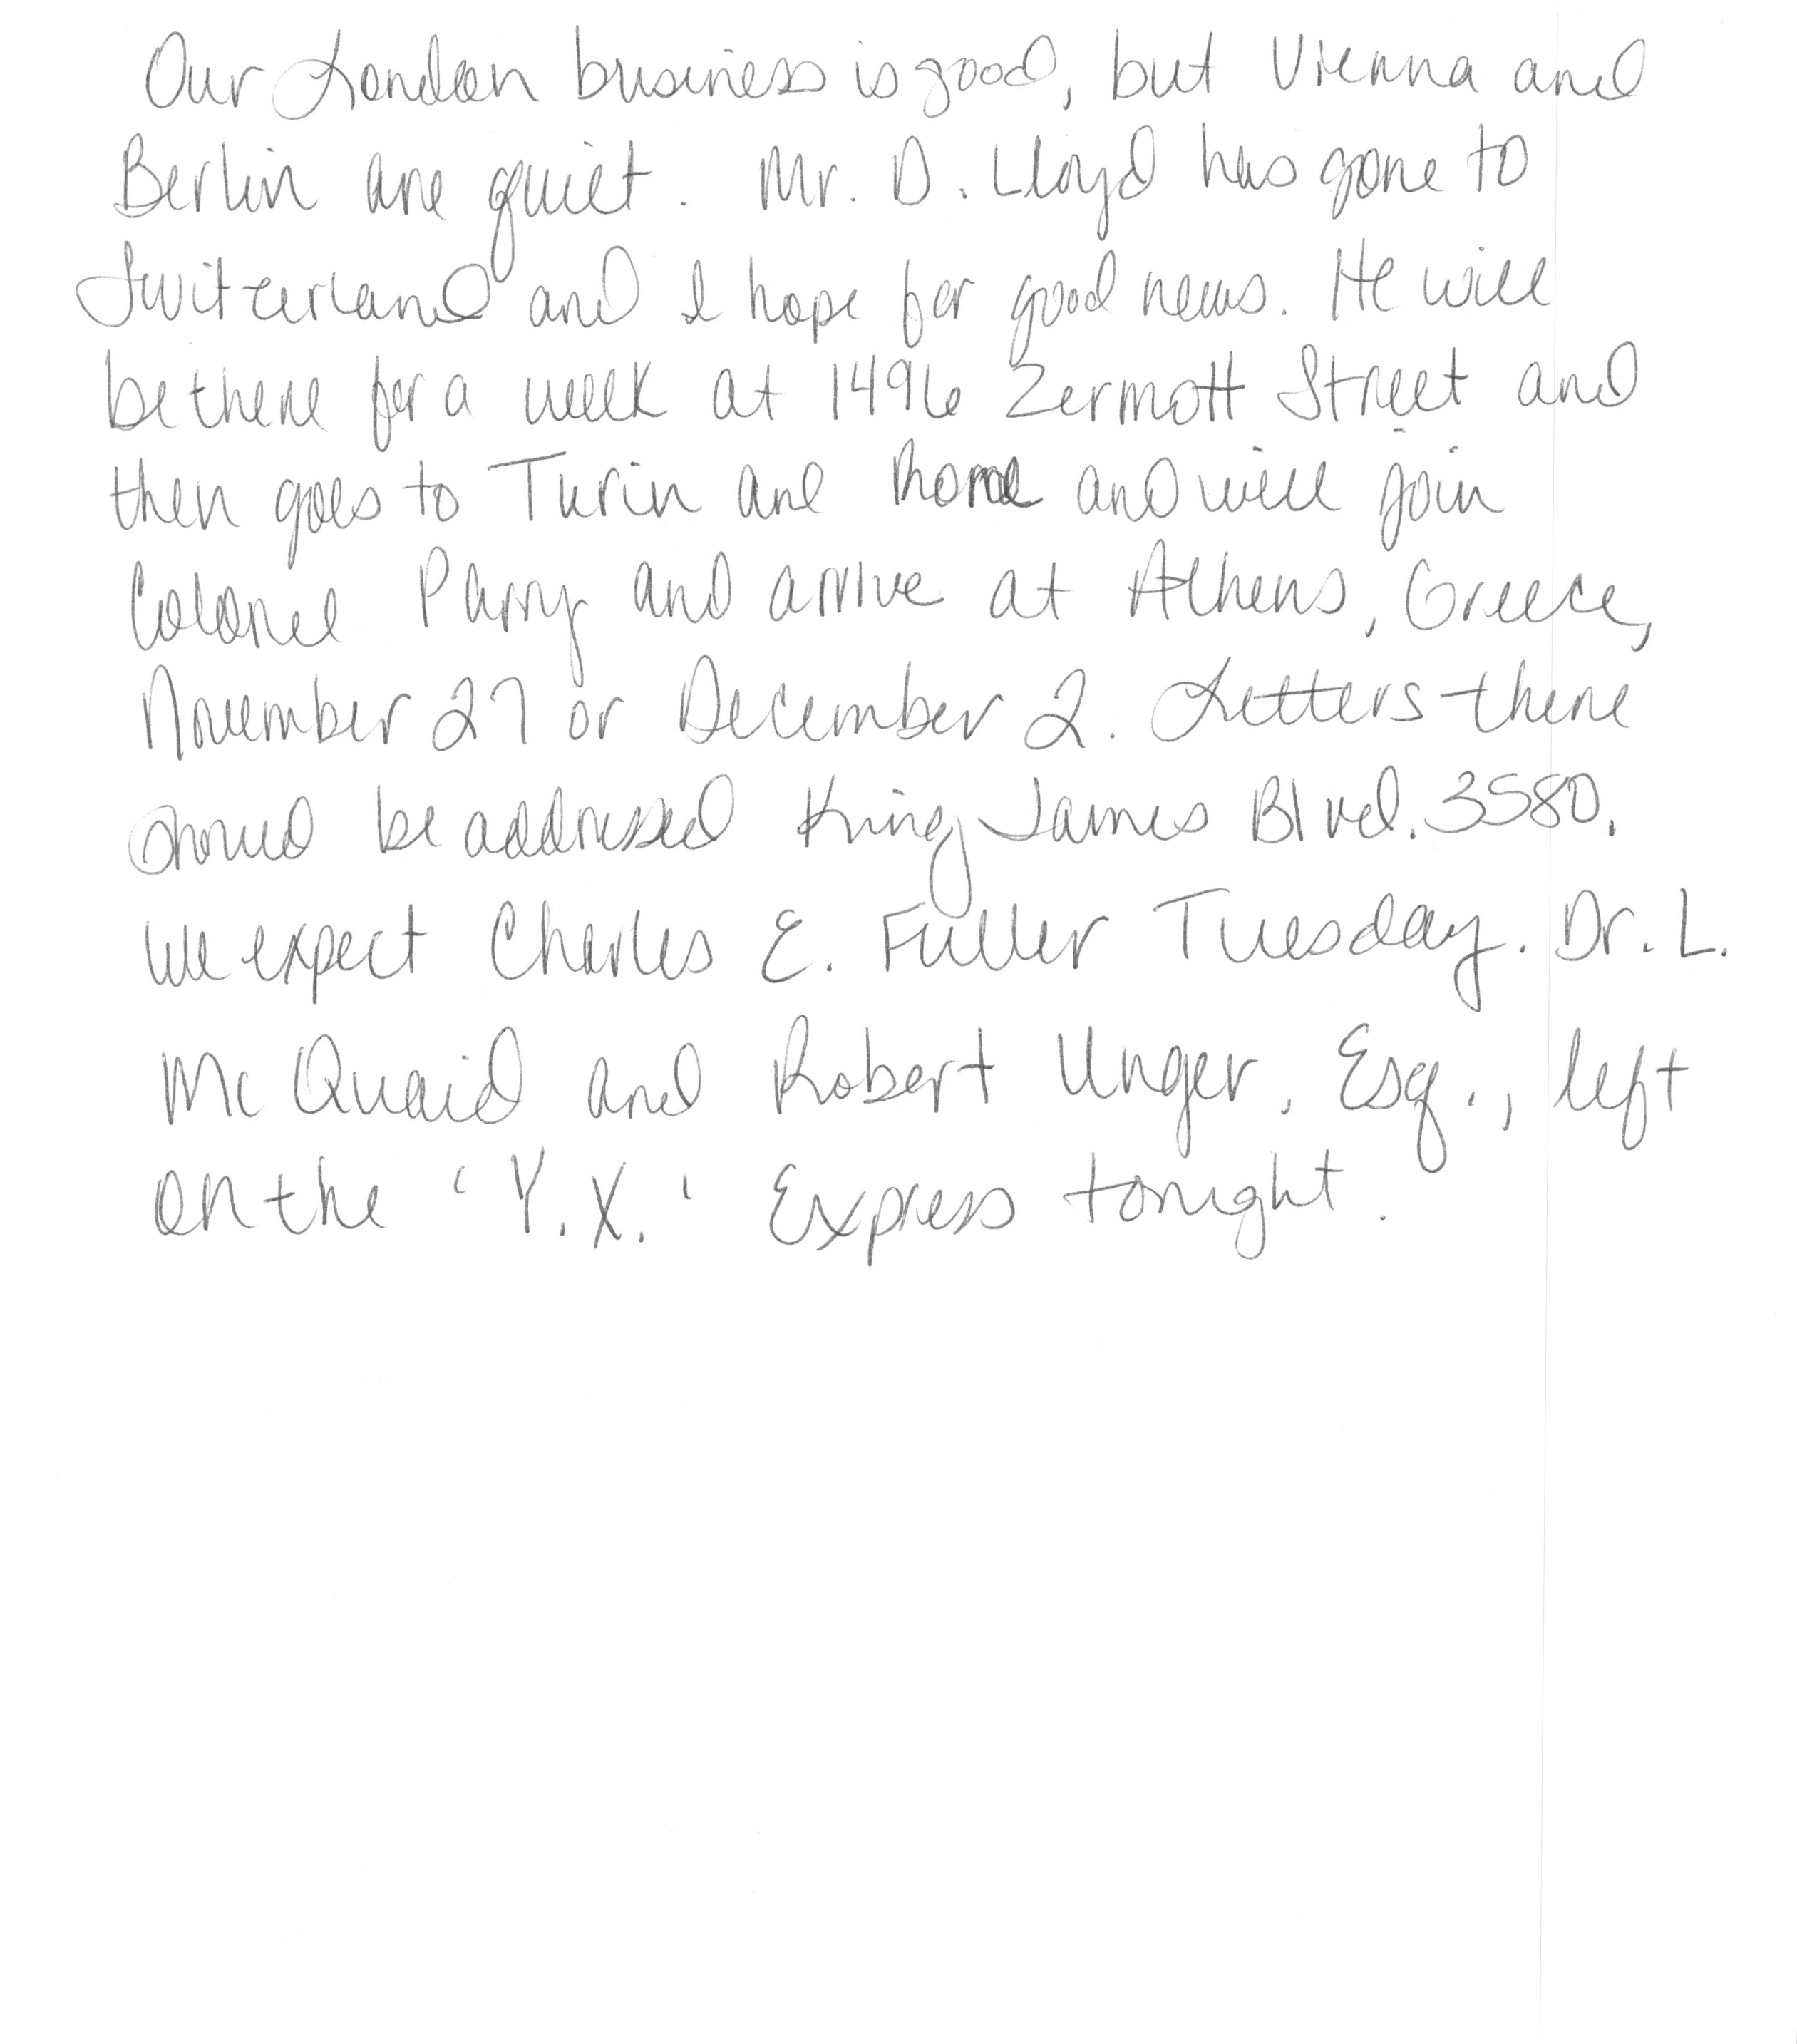 Our London business is good, but Vienna and
Berlin are quiet. Mr. D. Lloyd has gone to
Switzerland and I hope for good news. He will
be there for a week at 1496 Zermott Street and
then goes to Turin and Rome and will join
Colonel Parry and arrive at Athens, Greece,
November 27 or December 2. Letters there
should be addressed King James Blvd. 3580.
We expect Charles E. Fuller Tuesday. Dr. L.
McQuaid and Robert Unger, Esq., left
on the 'Y.X.' Express tonight.